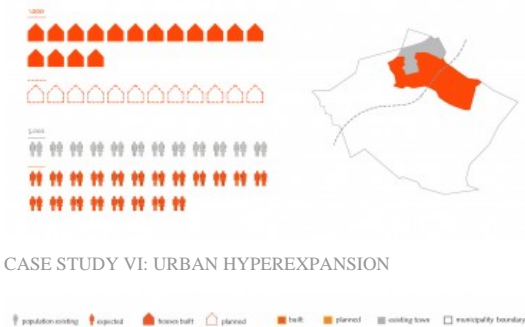 CASE STUDY VI: URBAN HYPEREXPANSION
population existing expected houses built planned built planned existing town municipality boundary